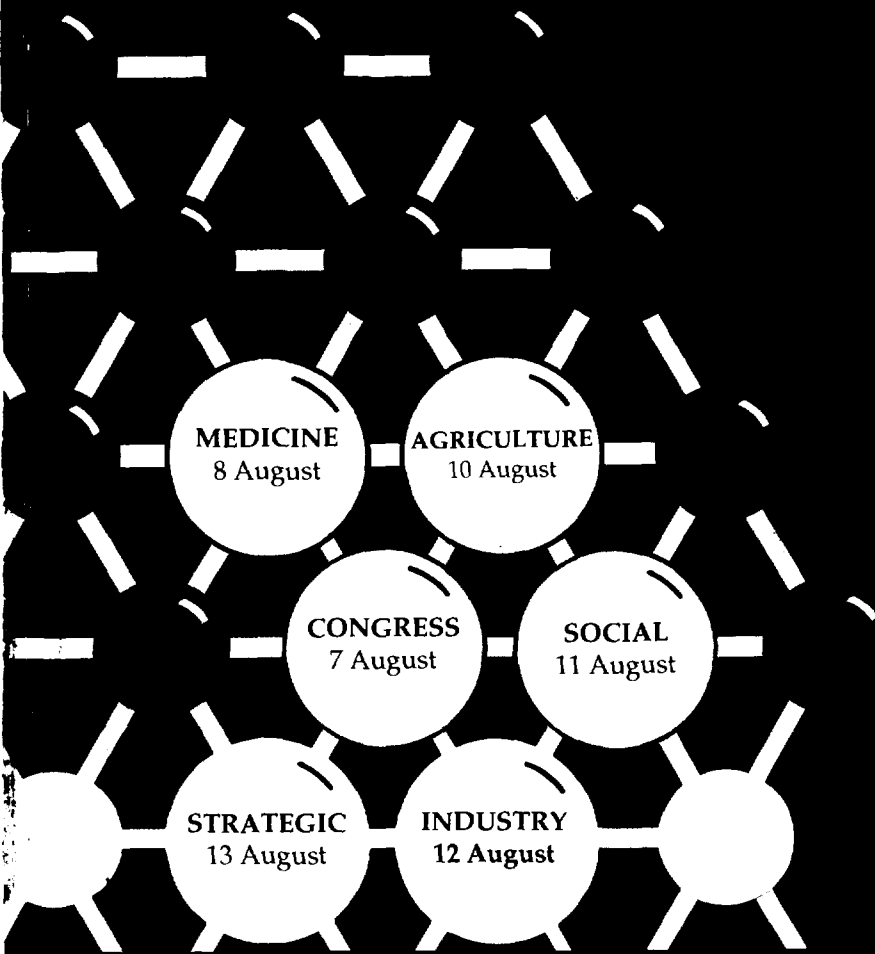 MEDICINE
8 August
AGRICULTURE
10 August
CONGRESS
7 August
SOCIAL
11 August
STRATEGIC
13 August
INDUSTRY
12 August